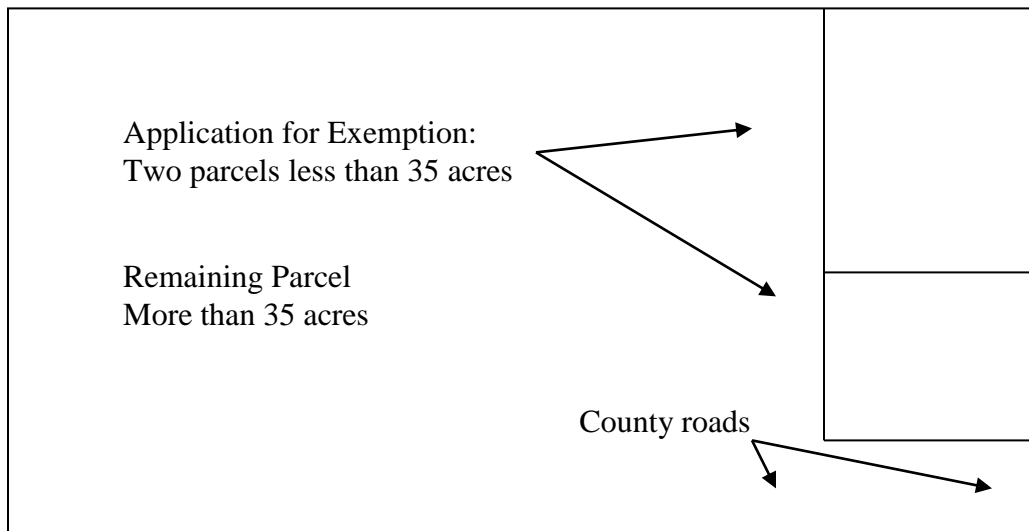 Application for Exemption:
Two parcels less than 35 acres
Remaining Parcel
More than 35 acres
County roads